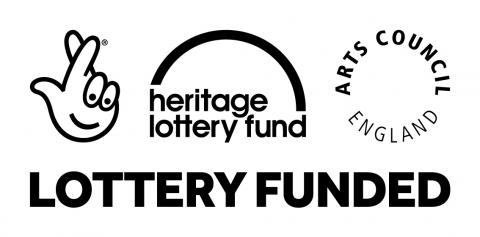 ®
heritage
lottery fund
ARTS COUNCIL
ENGLAND
LOTTERY FUNDED